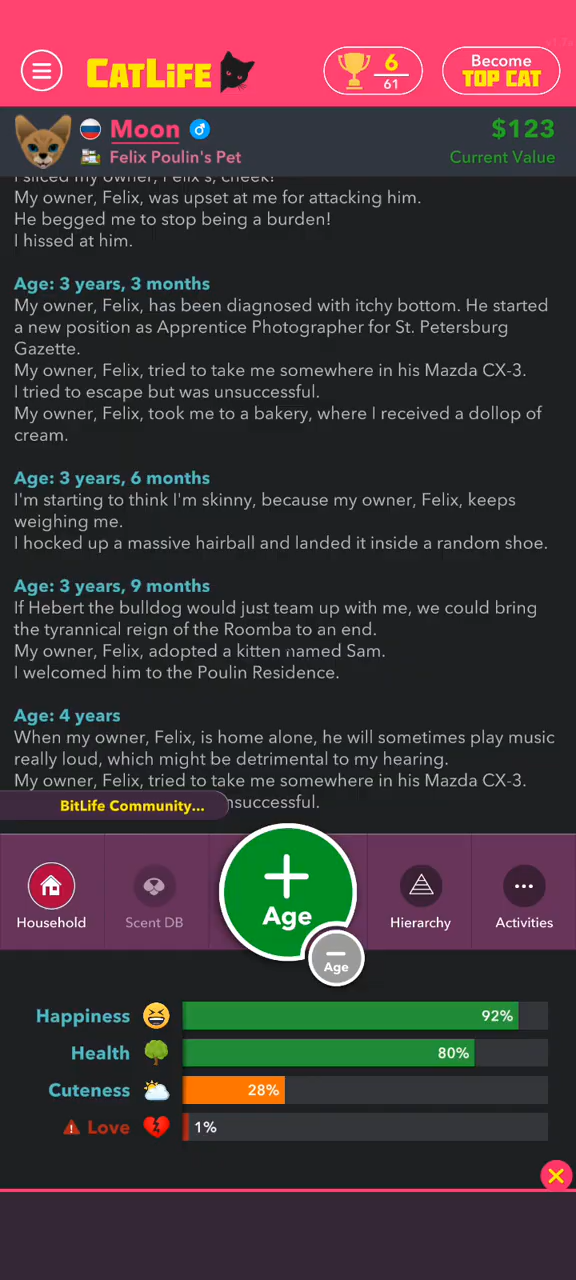 CATLIFE
6
61
Become
TOP CAT
Moon
$123
Felix Poulin's Pet
Current Value
I sliced my owner, Felix's, cheek!
My owner, Felix, was upset at me for attacking him.
He begged me to stop being a burden!
I hissed at him.
Age: 3 years, 3 months
My owner, Felix, has been diagnosed with itchy bottom. He started
a new position as Apprentice Photographer for St. Petersburg
Gazette.
My owner, Felix, tried to take me somewhere in his Mazda CX-3.
I tried to escape but was unsuccessful.
My owner, Felix, took me to a bakery, where I received a dollop of
cream.
Age: 3 years, 6 months
I'm starting to think I'm skinny, because my owner, Felix, keeps
weighing me.
I hocked up a massive hairball and landed it inside a random shoe.
Age: 3 years, 9 months
If Hebert the bulldog would just team up with me, we could bring
the tyrannical reign of the Roomba to an end.
My owner, Felix, adopted a kitten named Sam.
I welcomed him to the Poulin Residence.
Age: 4 years
When my owner, Felix, is home alone, he will sometimes play music
really loud, which might be detrimental to my hearing.
My owner, Felix, tried to take me somewhere in his Mazda CX-3.
BitLife Community... nsuccessful.
Household
Scent DB
Age
Age
Hierarchy
Activities
Happiness 92%
Health 80%
Cuteness 28%
Love 1%